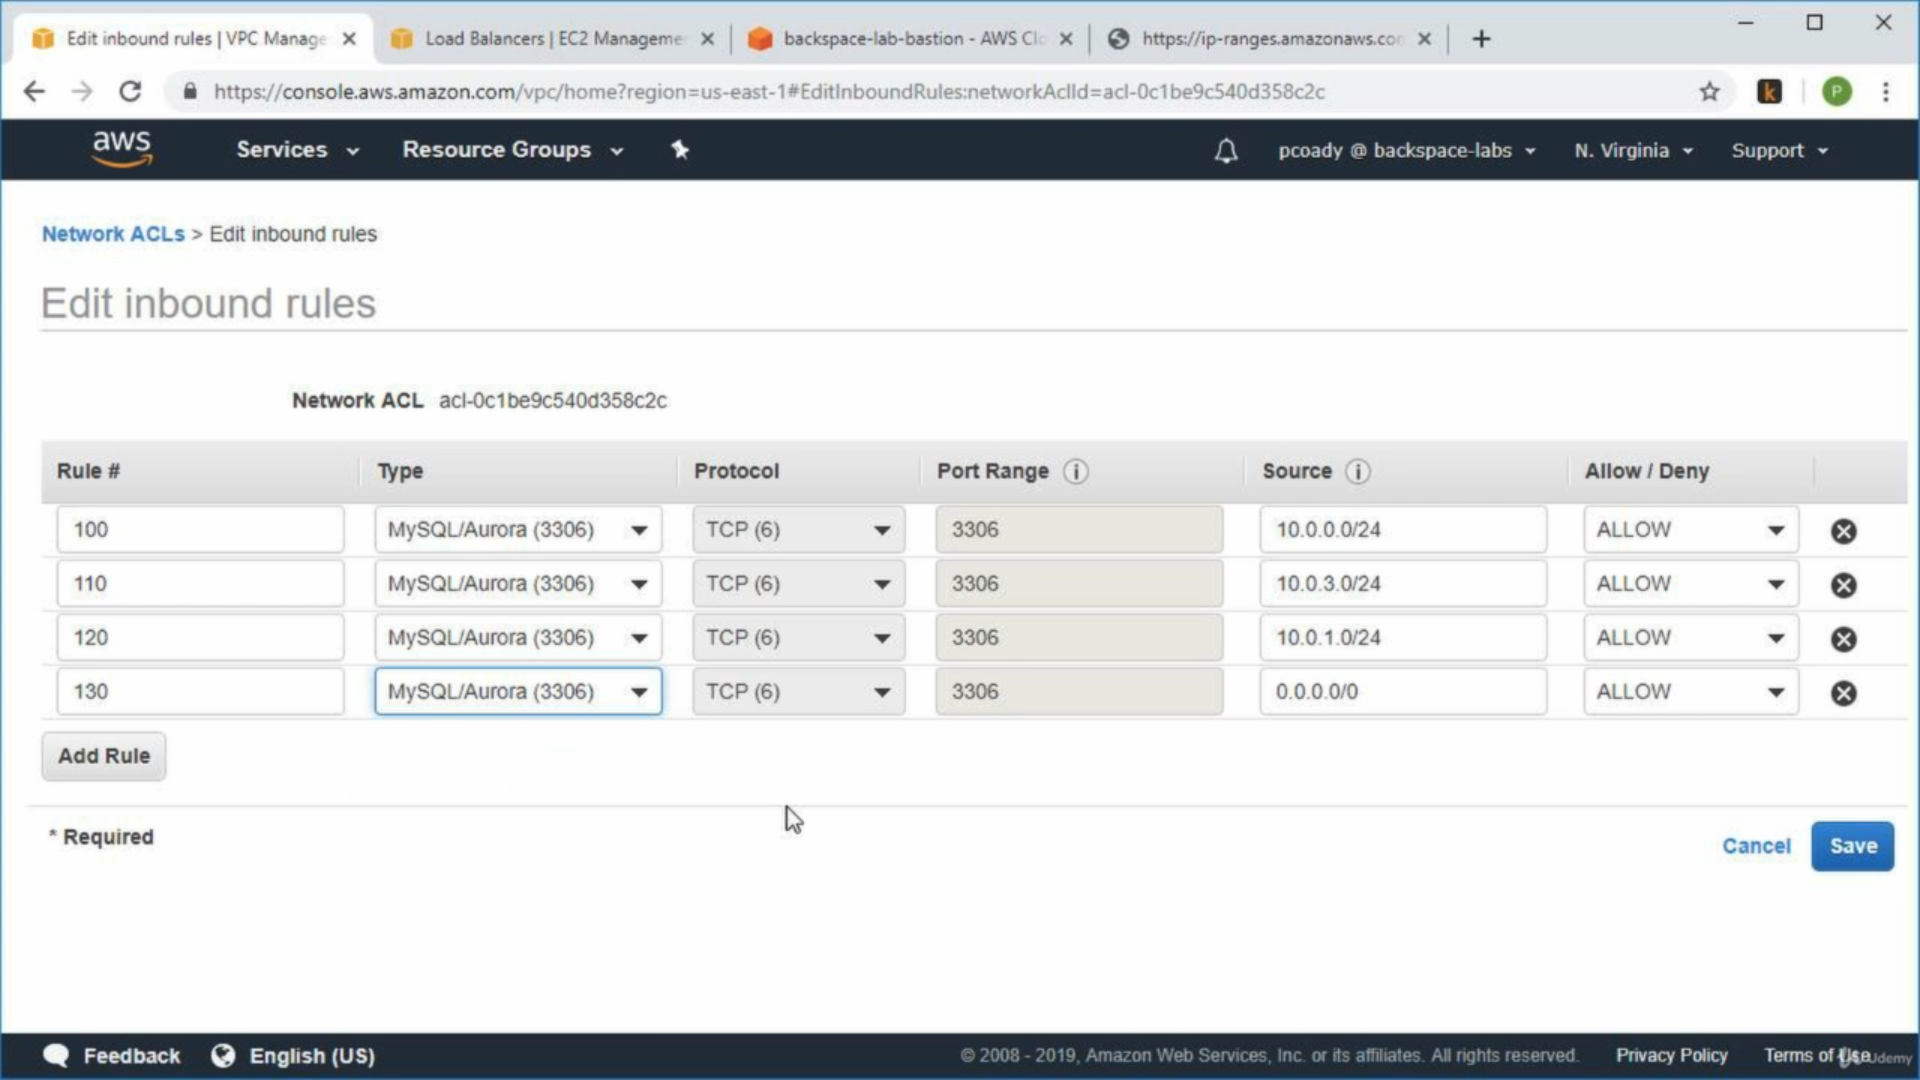 Edit inbound rules | VPC Manage
Load Balancers | EC2 Manageme
backspace-lab-bastion - AWS Clo
https://ip-ranges.amazonaws.com
https://console.aws.amazon.com/vpc/home?region=us-east-1#EditInboundRules:networkAclId=acl-0c1be9c540d358c2c
k
P
aws Services Resource Groups pcoady @ backspace-labs N. Virginia Support
Network ACLs > Edit inbound rules
Edit inbound rules
Network ACL acl-0c1be9c540d358c2c
Rule # Type Protocol Port Range i Source i Allow / Deny
100 MySQL/Aurora (3306) TCP (6) 3306 10.0.0.0/24 ALLOW
110 MySQL/Aurora (3306) TCP (6) 3306 10.0.3.0/24 ALLOW
120 MySQL/Aurora (3306) TCP (6) 3306 10.0.1.0/24 ALLOW
130 MySQL/Aurora (3306) TCP (6) 3306 0.0.0.0/0 ALLOW
Add Rule
* Required
Cancel Save
Feedback English (US) © 2008 - 2019, Amazon Web Services, Inc. or its affiliates. All rights reserved. Privacy Policy Terms of Use
Udemy